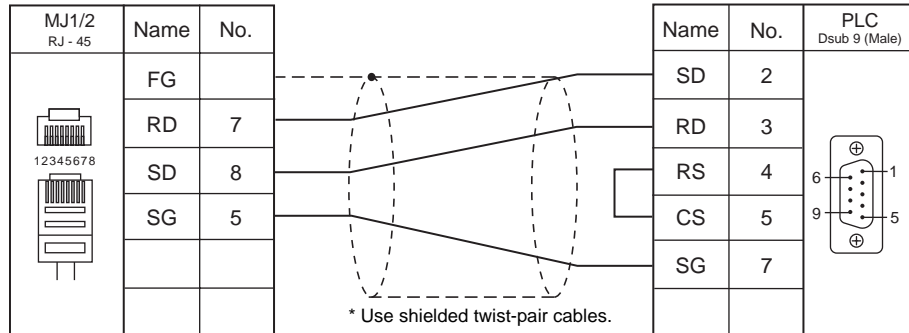 MJ1/2
RJ - 45
Name No.
FG
RD 7
SD 8
SG 5
12345678
* Use shielded twist-pair cables.
Name No.
PLC
Dsub 9 (Male)
SD 2
RD 3
RS 4
CS 5
SG 7
6 1
9 5